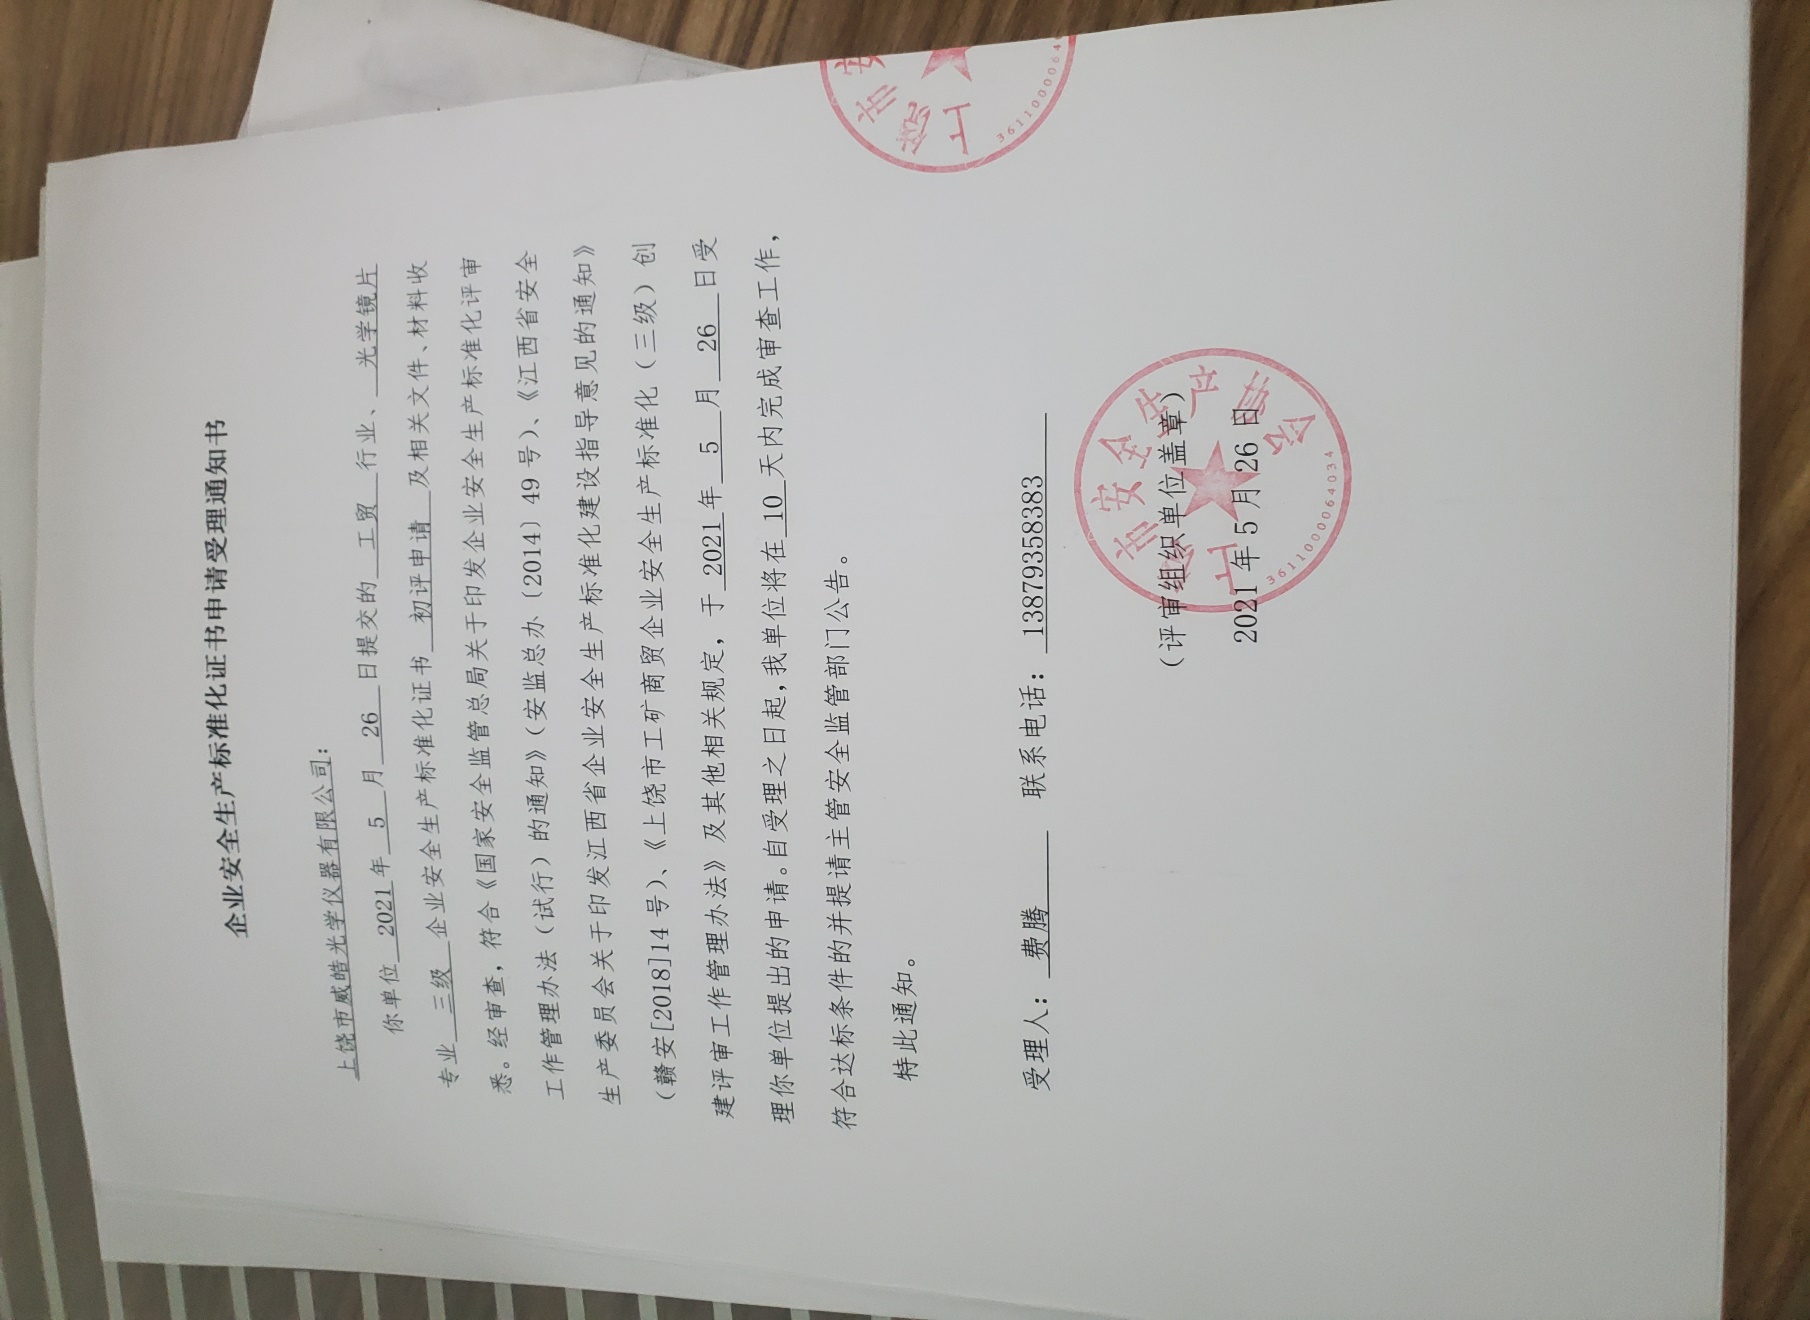 企业安全生产标准化证书申请受理通知书
上饶市威皓光学仪器有限公司：
你单位 2021 年 5 月 26 日提交的 工贸 行业、 光学镜片
专业 三级 企业安全生产标准化证书 初评申请 及相关文件、材料收
悉。经审查，符合《国家安全监管总局关于印发企业安全生产标准化评审
工作管理办法（试行）的通知》（安监总办〔2014〕49 号）、《江西省安全
生产委员会关于印发江西省企业安全生产标准化建设指导意见的通知》
（赣安[2018]14 号）、《上饶市工矿商贸企业安全生产标准化（三级）创
建评审工作管理办法》及其他相关规定，于 2021 年 5 月 26 日受
理你单位提出的申请。自受理之日起，我单位将在 10 天内完成审查工作，
符合达标条件的并提请主管安全监管部门公告。
特此通知。
受理人： 费腾 联系电话： 13879358383
（评审组织单位盖章）
2021 年 5 月 26 日
上饶市安全生产协会
3611000064034
上饶市安
3611000064